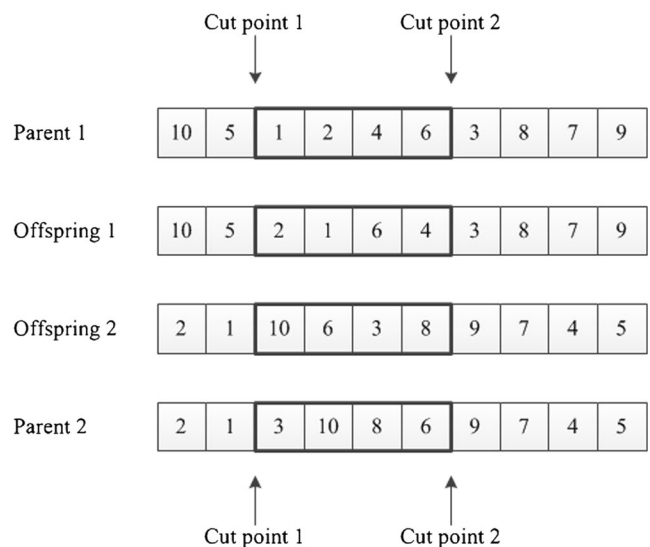 Cut point 1 Cut point 2
Parent 1 10 5 1 2 4 6 3 8 7 9
Offspring 1 10 5 2 1 6 4 3 8 7 9
Offspring 2 2 1 10 6 3 8 9 7 4 5
Parent 2 2 1 3 10 8 6 9 7 4 5
Cut point 1 Cut point 2